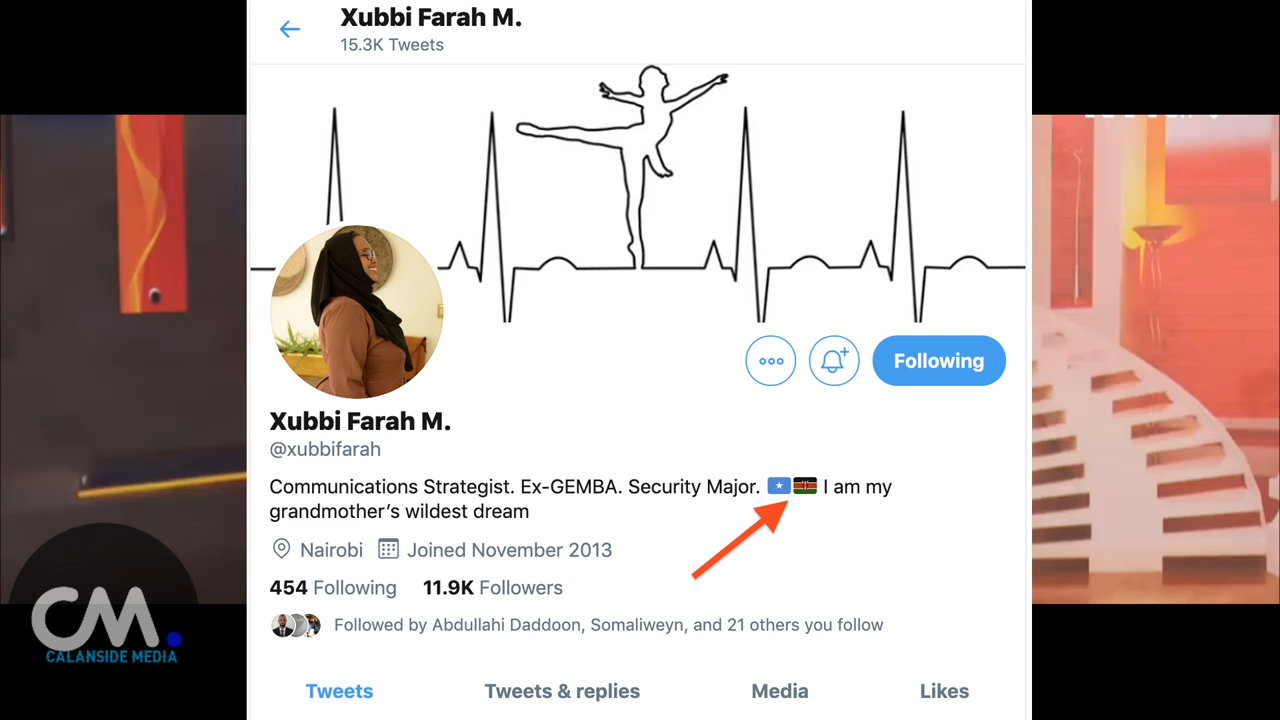 Xubbi Farah M.
15.3K Tweets
Following
Xubbi Farah M.
@xubbifarah
Communications Strategist. Ex-GEMBA. Security Major. 🇸🇴🇰🇪 I am my
grandmother’s wildest dream
Nairobi Joined November 2013
454 Following 11.9K Followers
Followed by Abdullahi Daddoon, Somaliweyn, and 21 others you follow
Tweets Tweets & replies Media Likes
CM.
CALANSIDE MEDIA